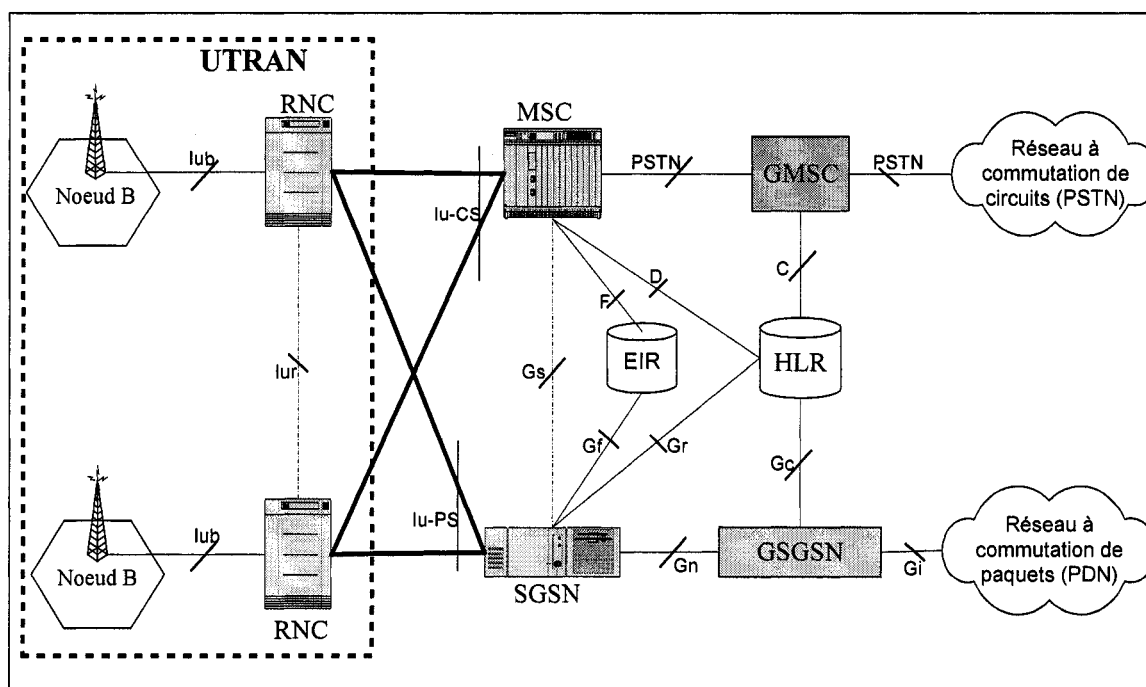 UTRAN
RNC
MSC
Iub
PSTN
GMSC
PSTN
Réseau à
commutation de
circuits (PSTN)
Noeud B
Iu-CS
D
C
F
EIR
HLR
Iur
Gs
Gf
Gr
Gc
Iu-PS
Iub
Noeud B
RNC
SGSN
Gn
GSGSN
Gi
Réseau à
commutation de
paquets (PDN)